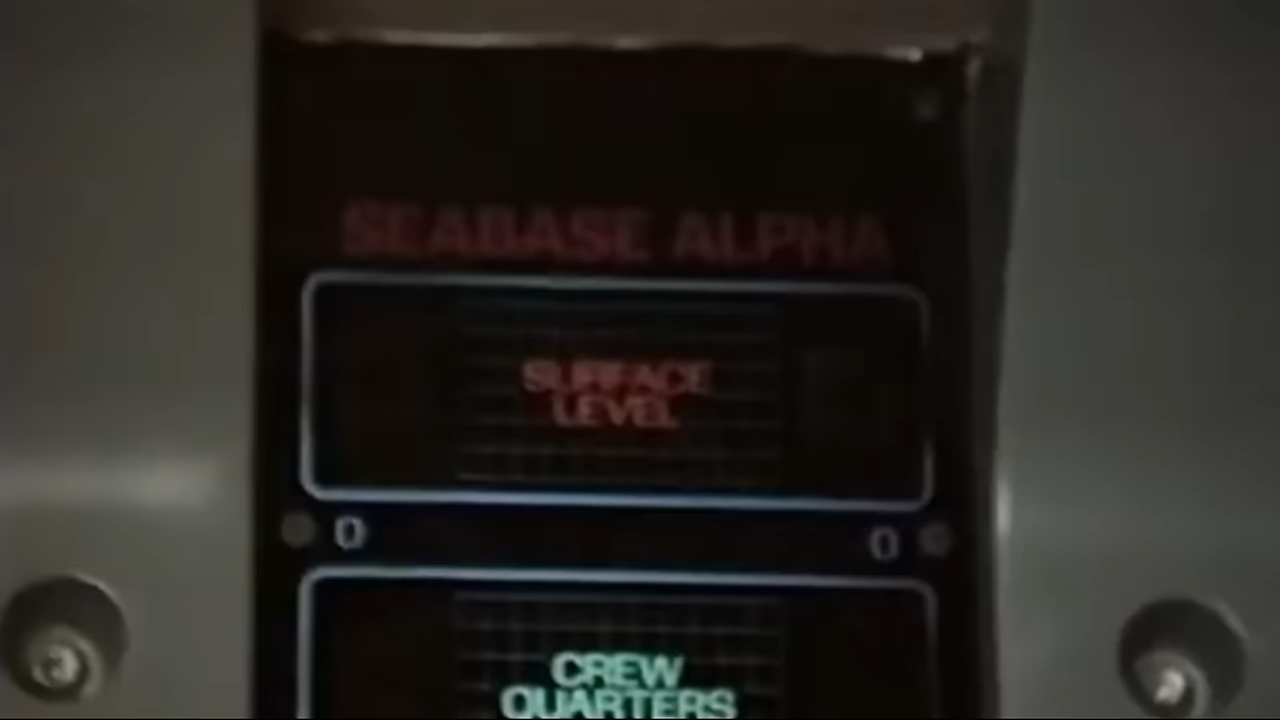 SEABASE ALPHA
SURFACE
LEVEL
0 0
CREW
QUARTERS